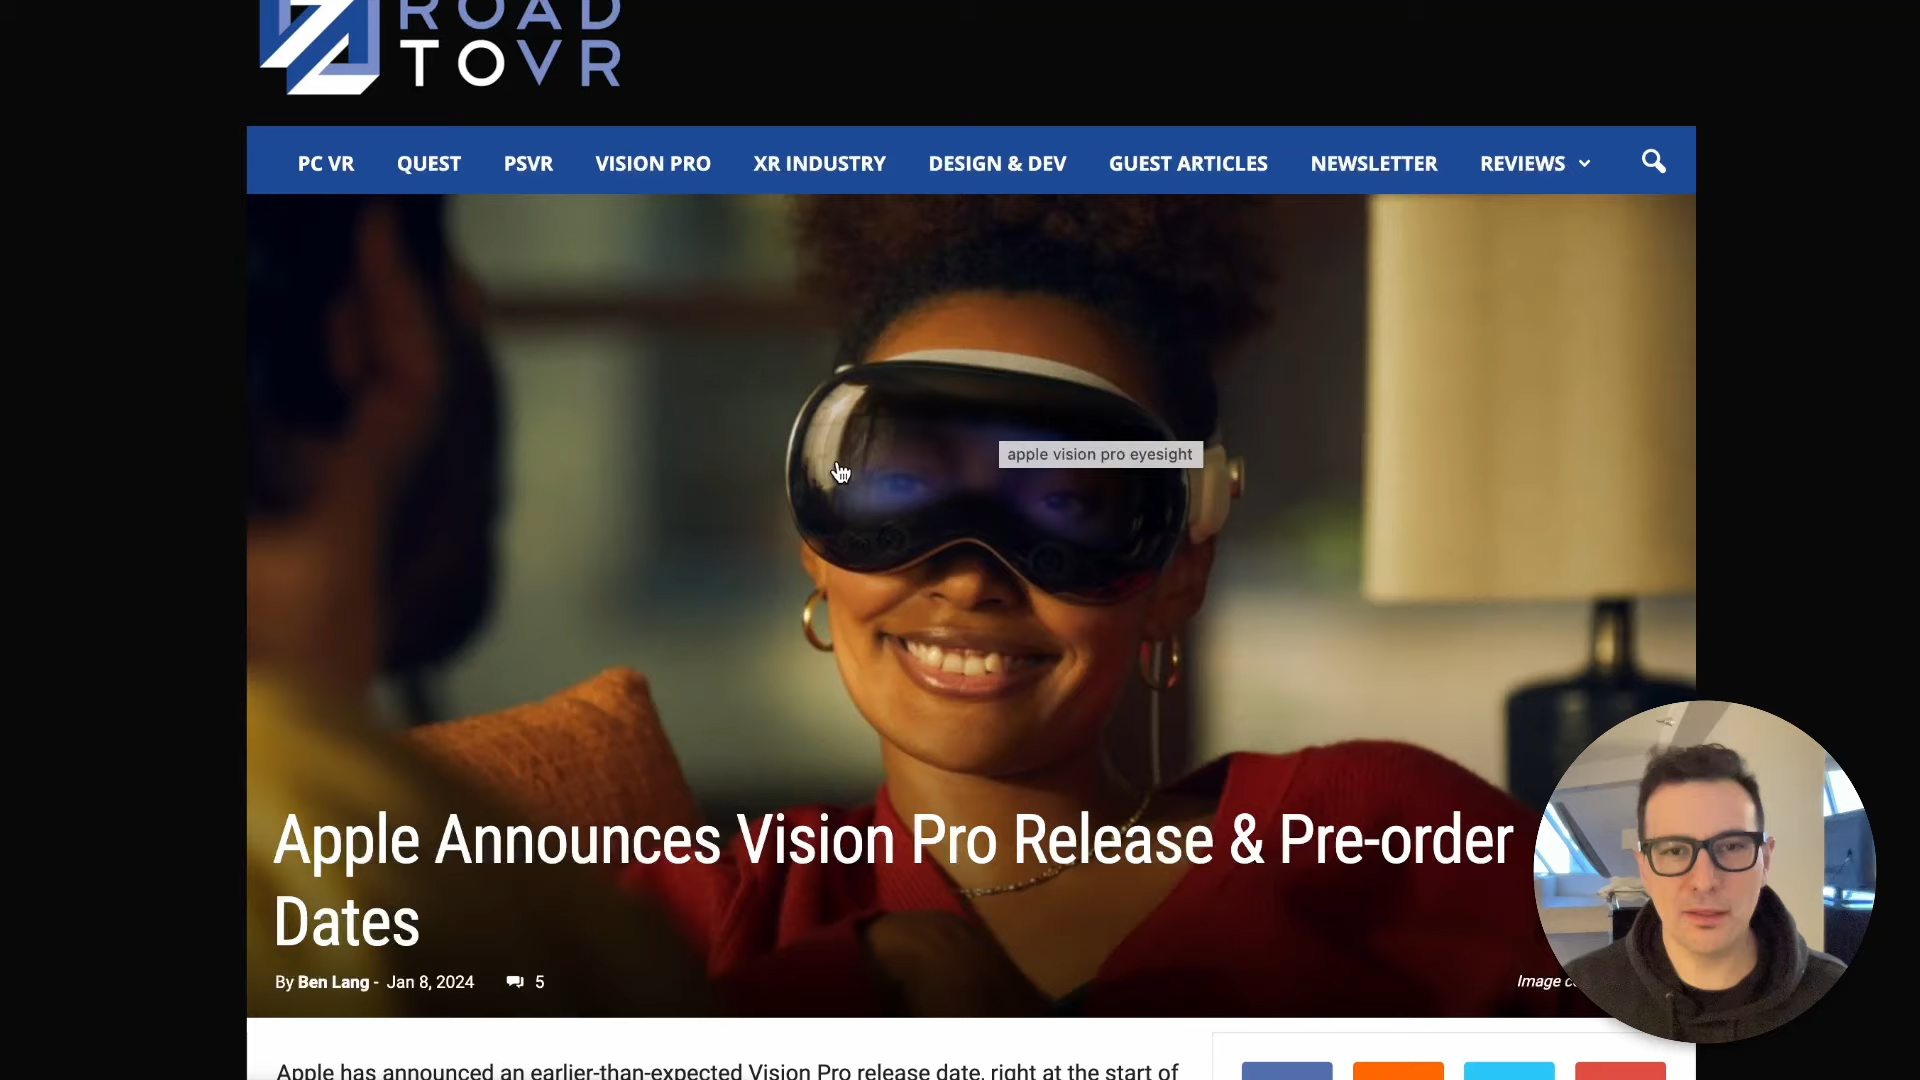 ROAD
TOVR
PC VR QUEST PSVR VISION PRO XR INDUSTRY DESIGN & DEV GUEST ARTICLES NEWSLETTER REVIEWS
apple vision pro eyesight
Apple Announces Vision Pro Release & Pre-order
Dates
By Ben Lang - Jan 8, 2024 5
Image
Apple has announced an earlier-than-expected Vision Pro release date, right at the start of